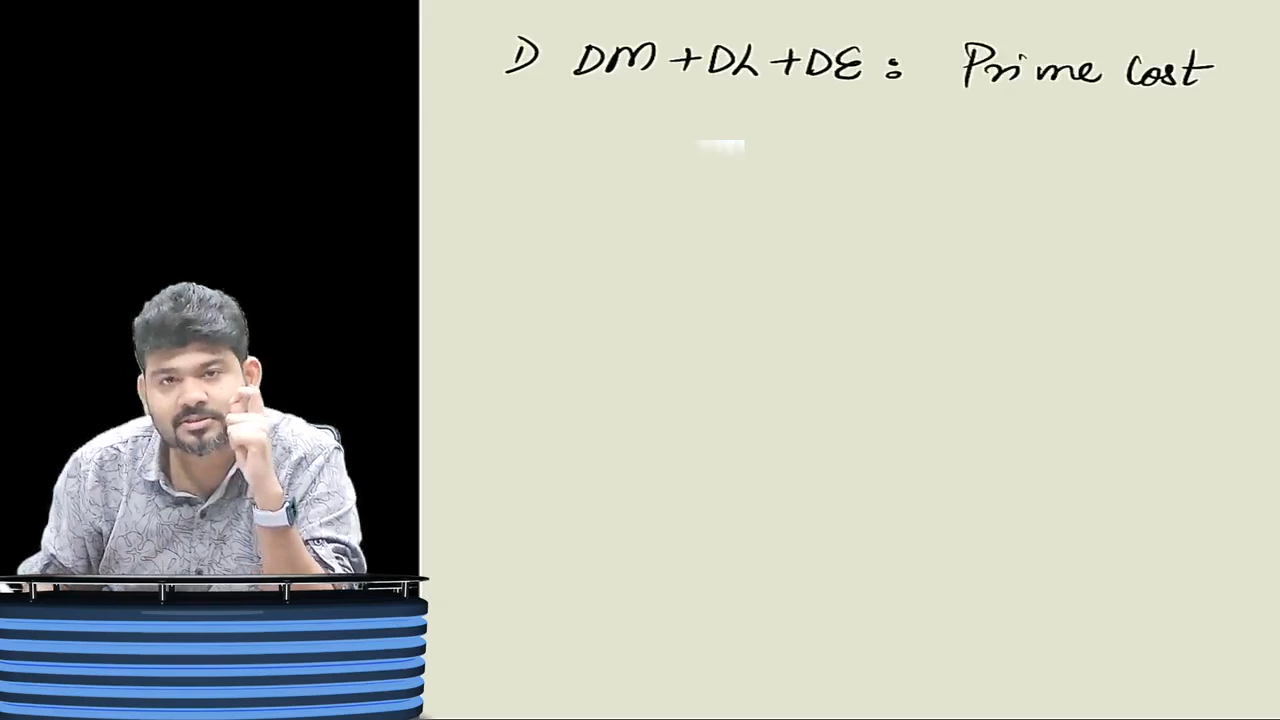 1) DM + DL + DE : Prime Cost